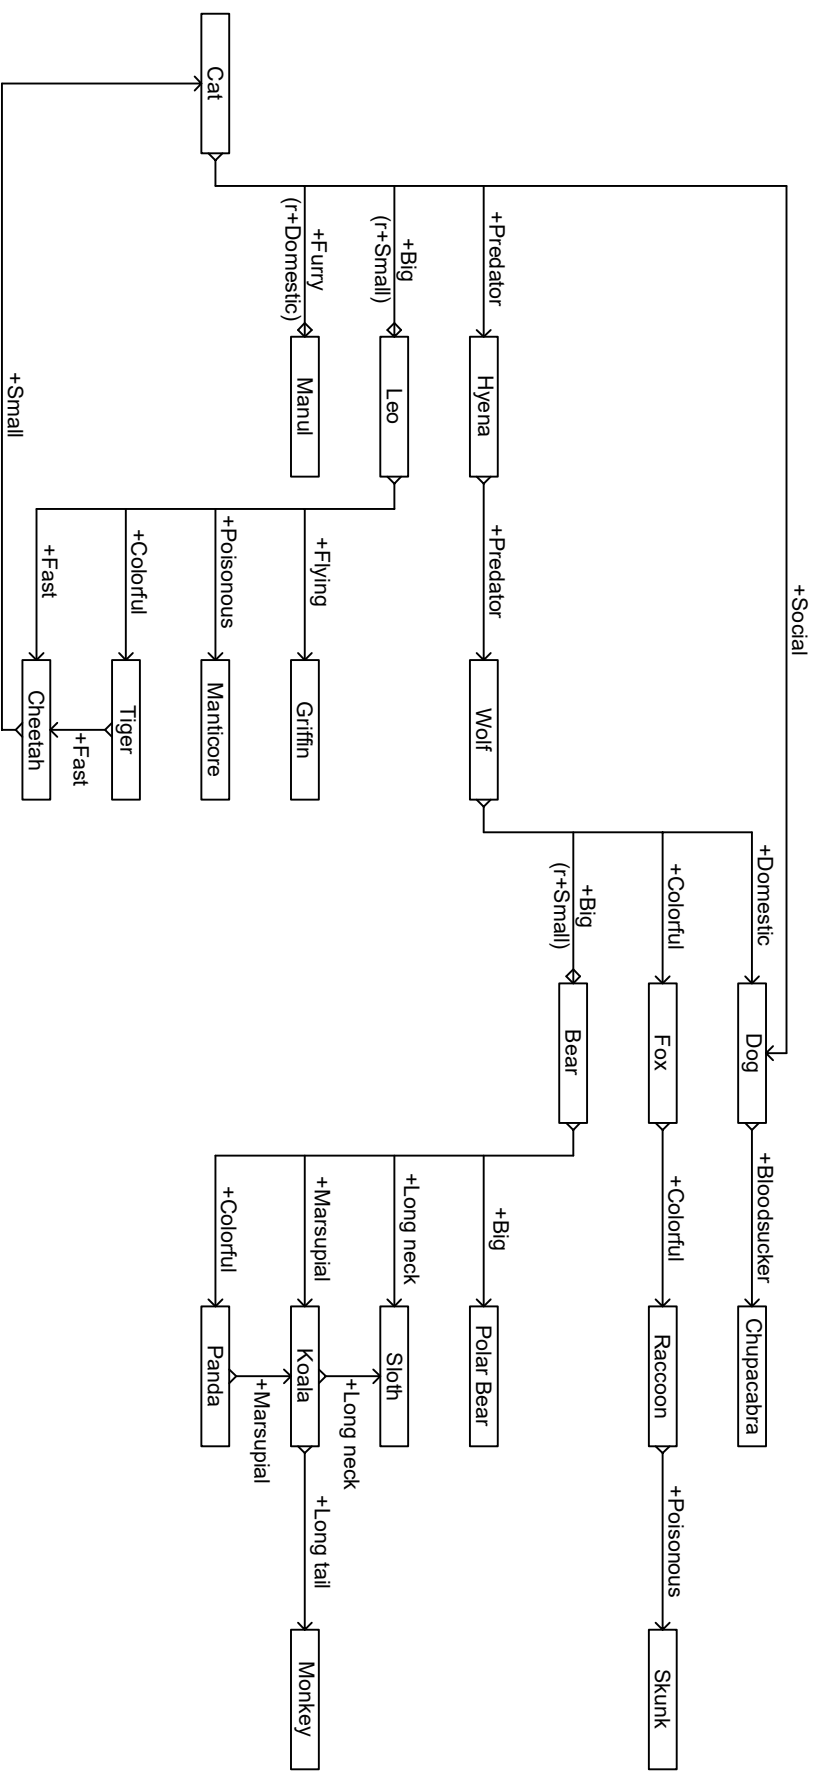 +Social
+Domestic
Dog
+Bloodsucker
Chupacabra
+Colorful
Fox
+Colorful
Raccoon
+Poisonous
Skunk
+Big
(r+Small)
Bear
+Predator
Hyena
+Predator
Wolf
+Big
Polar Bear
+Big
(r+Small)
Leo
+Long neck
Sloth
+Long neck
+Furry
(r+Domestic)
Manul
+Flying
Griffin
+Marsupial
Koala
+Long tail
Monkey
+Marsupial
Cat
+Poisonous
Manticore
+Colorful
Panda
+Colorful
Tiger
+Fast
+Fast
Cheetah
+Small